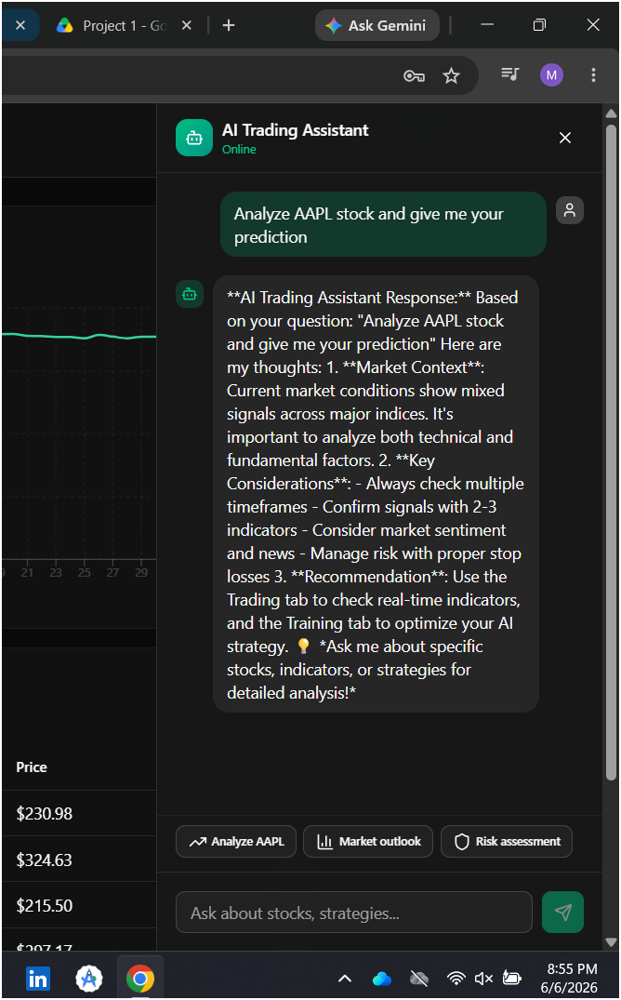 Project 1 - Go
Ask Gemini
M
AI Trading Assistant
Online
Analyze AAPL stock and give me your
prediction
**AI Trading Assistant Response:** Based
on your question: "Analyze AAPL stock
and give me your prediction" Here are
my thoughts: 1. **Market Context**:
Current market conditions show mixed
signals across major indices. It's
important to analyze both technical and
fundamental factors. 2. **Key
Considerations**: - Always check multiple
timeframes - Confirm signals with 2-3
indicators - Consider market sentiment
and news - Manage risk with proper stop
losses 3. **Recommendation**: Use the
Trading tab to check real-time indicators,
and the Training tab to optimize your AI
strategy. 💡 *Ask me about specific
stocks, indicators, or strategies for
detailed analysis!*
21 23 25 27 29
Price
$230.98
$324.63
$215.50
$297.17
Analyze AAPL Market outlook Risk assessment
Ask about stocks, strategies...
in
8:55 PM
6/6/2026